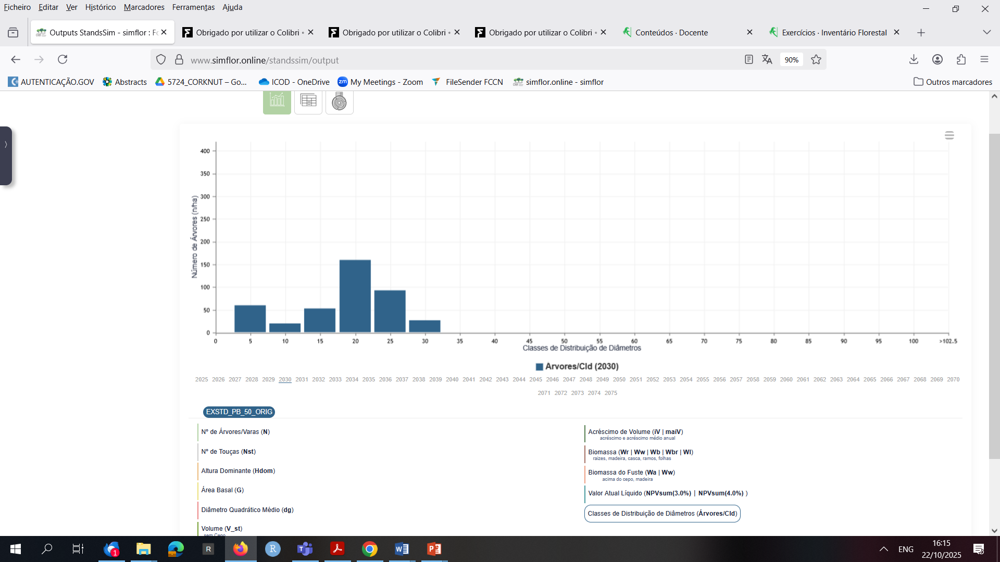 Ficheiro Editar Ver Histórico Marcadores Ferramentas Ajuda
Outputs StandsSim - simflor : Fo
Obrigado por utilizar o Colibri •
Obrigado por utilizar o Colibri •
Obrigado por utilizar o Colibri •
Conteúdos · Docente
Exercícios · Inventário Florestal
www.simflor.online/standssim/output
90%
AUTENTICAÇÃO.GOV
Abstracts
5724_CORKNUT – Go...
ICOD - OneDrive
zm My Meetings - Zoom
FileSender FCCN
simflor.online - simflor
Outros marcadores
400
350
300
250
200
150
100
50
0
Número de Árvores (n/ha)
0 5 10 15 20 25 30 35 40 45 50 55 60 65 70 75 80 85 90 95 100 >102.5
Classes de Distribuição de Diâmetros
Árvores/Cld (2030)
2025 2026 2027 2028 2029 2030 2031 2032 2033 2034 2035 2036 2037 2038 2039 2040 2041 2042 2043 2044 2045 2046 2047 2048 2049 2050 2051 2052 2053 2054 2055 2056 2057 2058 2059 2060 2061 2062 2063 2064 2065 2066 2067 2068 2069 2070
2071 2072 2073 2074 2075
EXSTD_PB_50_ORIG
Nº de Árvores/Varas (N)
Nº de Touças (Nst)
Altura Dominante (Hdom)
Área Basal (G)
Diâmetro Quadrático Médio (dg)
Volume (V_st)
sem Cepo
Acréscimo de Volume (iV | maiV)
acréscimo e acréscimo médio anual
Biomassa (Wr | Ww | Wb | Wbr | Wl)
raizes, madeira, casca, ramos, folhas
Biomassa do Fuste (Wa | Ww)
acima do cepo, madeira
Valor Atual Líquido (NPVsum(3.0%) | NPVsum(4.0%) )
Classes de Distribuição de Diâmetros (Árvores/Cld)
1
R
R
ENG
16:15
22/10/2025